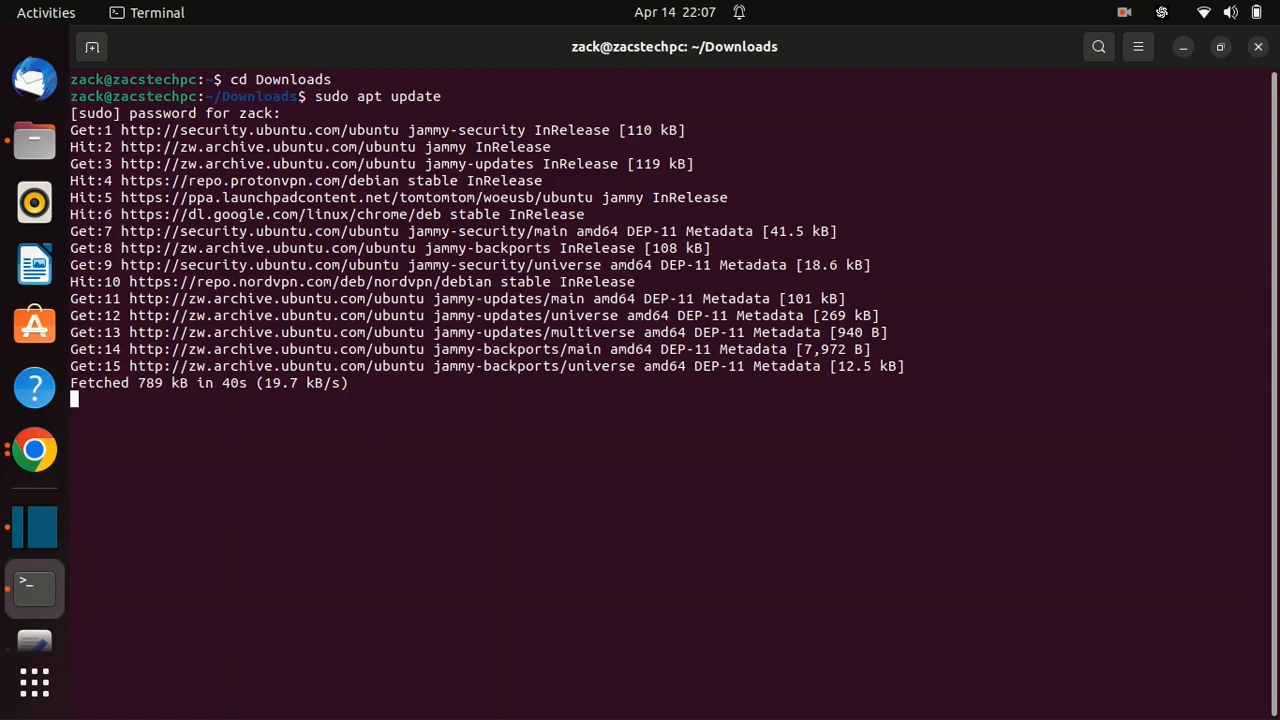 Activities
Terminal
Apr 14 22:07
zack@zacstechpc: ~/Downloads
zack@zacstechpc:~$ cd Downloads
zack@zacstechpc:~/Downloads$ sudo apt update
[sudo] password for zack:
Get:1 http://security.ubuntu.com/ubuntu jammy-security InRelease [110 kB]
Hit:2 http://zw.archive.ubuntu.com/ubuntu jammy InRelease
Get:3 http://zw.archive.ubuntu.com/ubuntu jammy-updates InRelease [119 kB]
Hit:4 https://repo.protonvpn.com/debian stable InRelease
Hit:5 https://ppa.launchpadcontent.net/tomtomtom/woeusb/ubuntu jammy InRelease
Hit:6 https://dl.google.com/linux/chrome/deb stable InRelease
Get:7 http://security.ubuntu.com/ubuntu jammy-security/main amd64 DEP-11 Metadata [41.5 kB]
Get:8 http://zw.archive.ubuntu.com/ubuntu jammy-backports InRelease [108 kB]
Get:9 http://security.ubuntu.com/ubuntu jammy-security/universe amd64 DEP-11 Metadata [18.6 kB]
Hit:10 https://repo.nordvpn.com/deb/nordvpn/debian stable InRelease
Get:11 http://zw.archive.ubuntu.com/ubuntu jammy-updates/main amd64 DEP-11 Metadata [101 kB]
Get:12 http://zw.archive.ubuntu.com/ubuntu jammy-updates/universe amd64 DEP-11 Metadata [269 kB]
Get:13 http://zw.archive.ubuntu.com/ubuntu jammy-updates/multiverse amd64 DEP-11 Metadata [940 B]
Get:14 http://zw.archive.ubuntu.com/ubuntu jammy-backports/main amd64 DEP-11 Metadata [7,972 B]
Get:15 http://zw.archive.ubuntu.com/ubuntu jammy-backports/universe amd64 DEP-11 Metadata [12.5 kB]
Fetched 789 kB in 40s (19.7 kB/s)